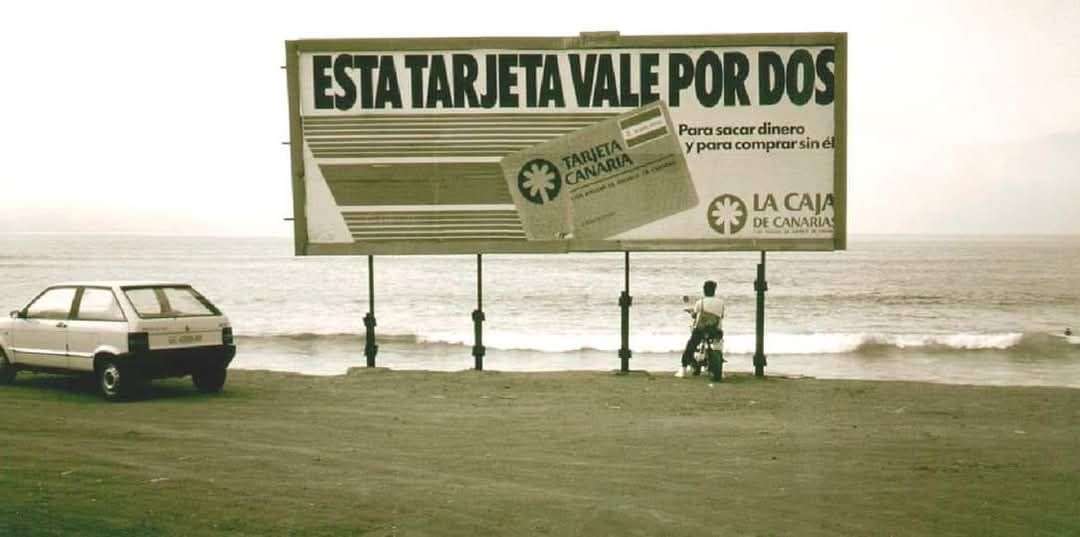 ESTA TARJETA VALE POR DOS
Para sacar dinero
y para comprar sin él
TARJETA
CANARIA
LA CAJA
DE CANARIAS